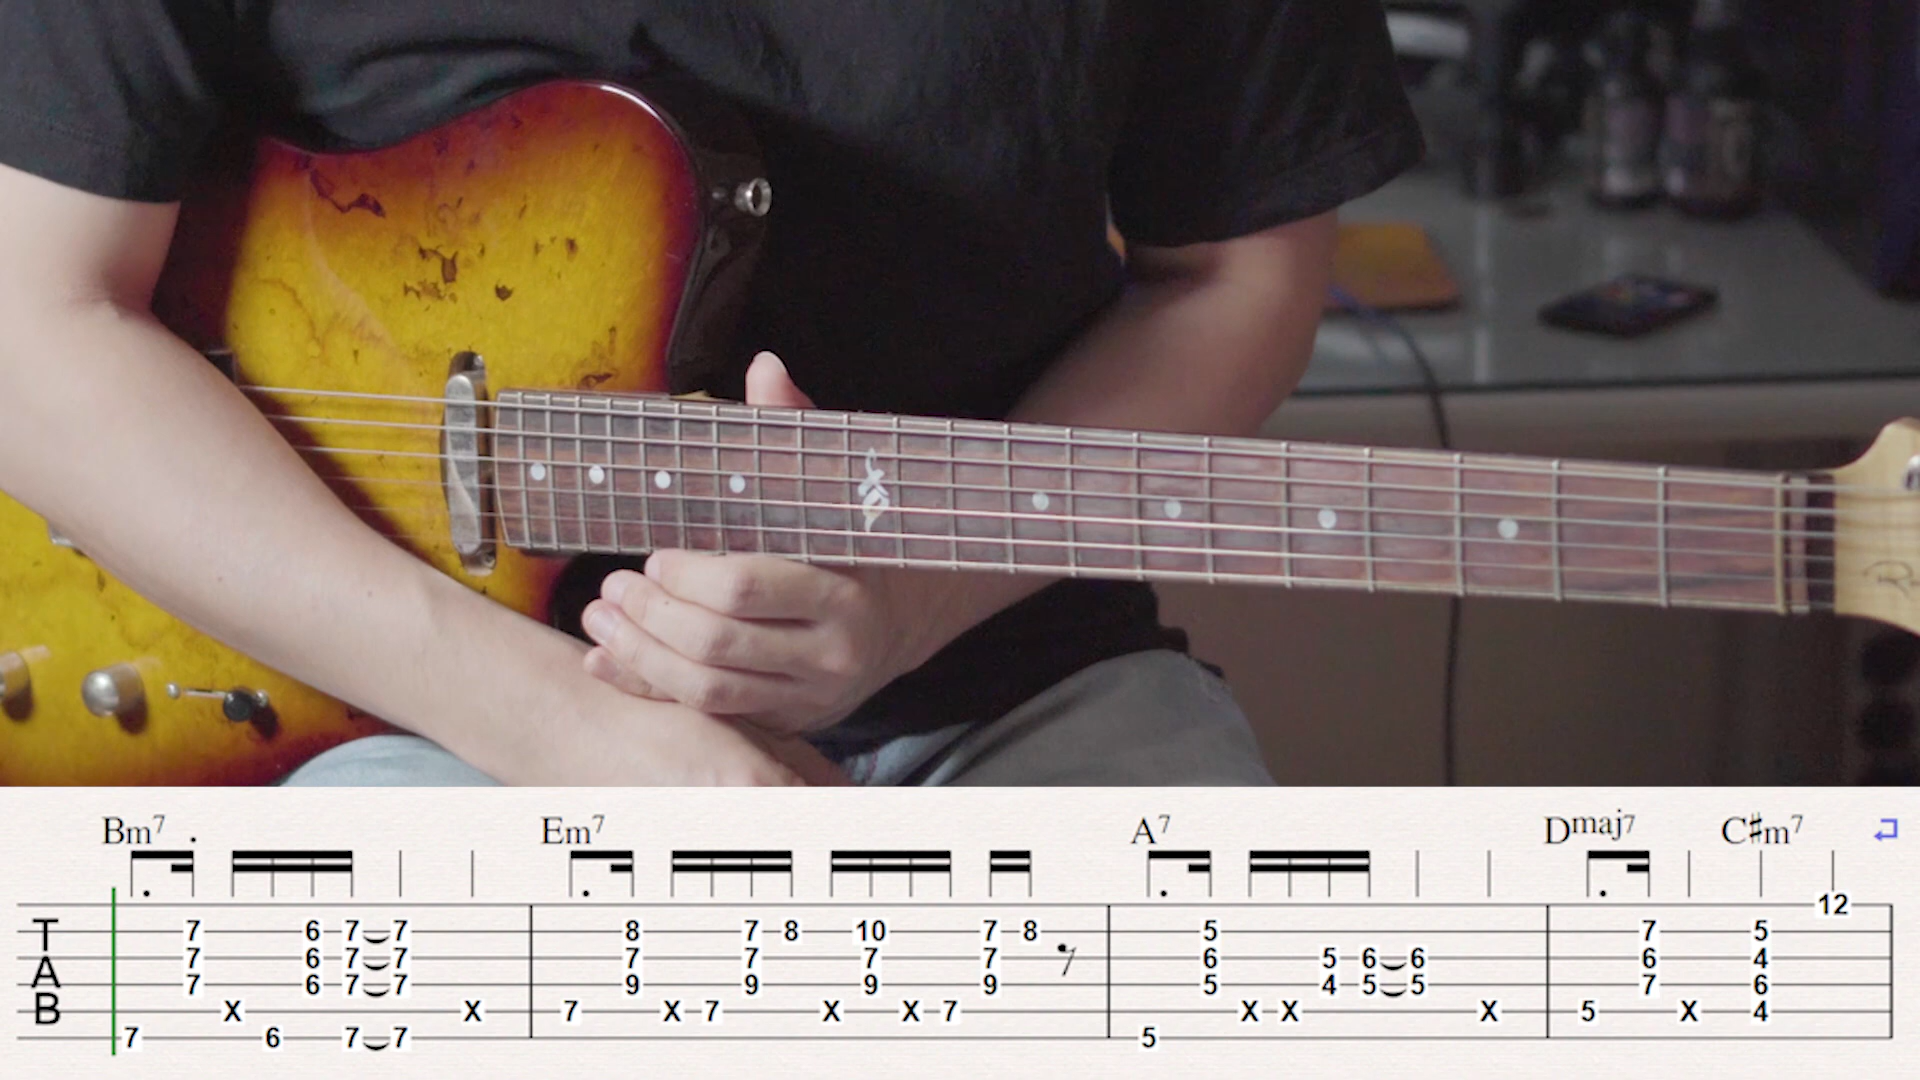 Bm7 Em7 A7 Dmaj7 C#m7
12
T 7 6 7 7 8 7 8 10 7 8 5 7 5
A 7 6 7 7 7 7 7 7 6 5 6 6 6 4
7 6 7 7 9 9 9 9 5 4 5 5 7 6
B X X 7 X 7 X X 7 X X X 5 X 4
7 6 7 7 5